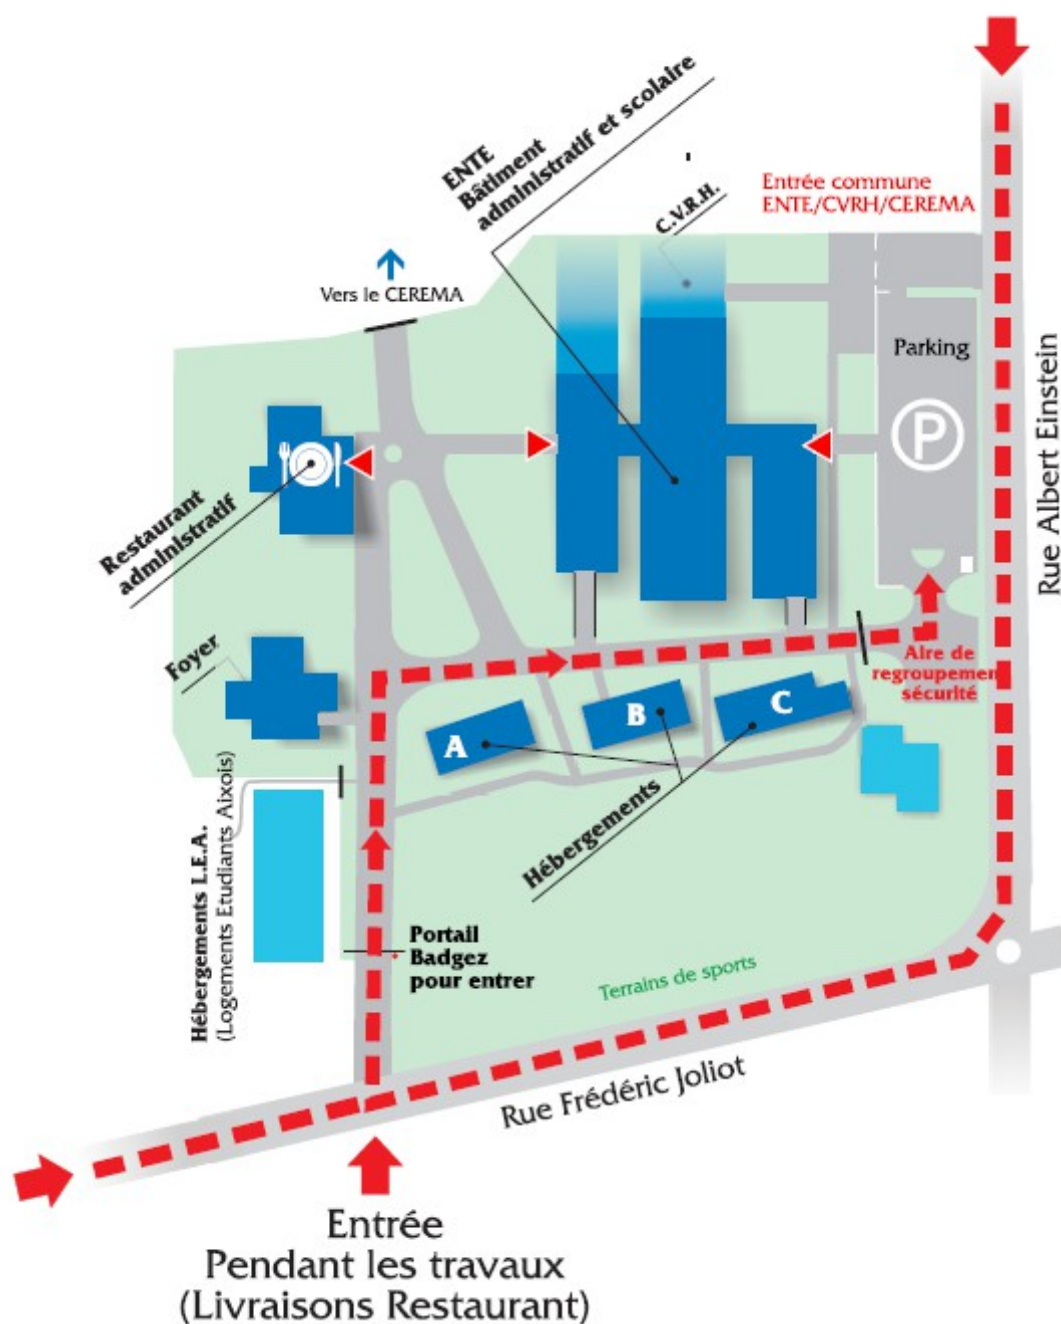 ENTE
Bâtiment
administratif et scolaire
C.V.R.H.
Entrée commune
ENTE/CVRH/CEREMA
Vers le CEREMA
Parking
P
Rue Albert Einstein
Restaurant
administratif
Foyer
Aire de
regroupemen
sécurité
A
B
C
Hébergements
Hébergements L.E.A.
(Logements Etudiants Aixois)
Portail
Badgez
pour entrer
Terrains de sports
Rue Frédéric Joliot
Entrée
Pendant les travaux
(Livraisons Restaurant)